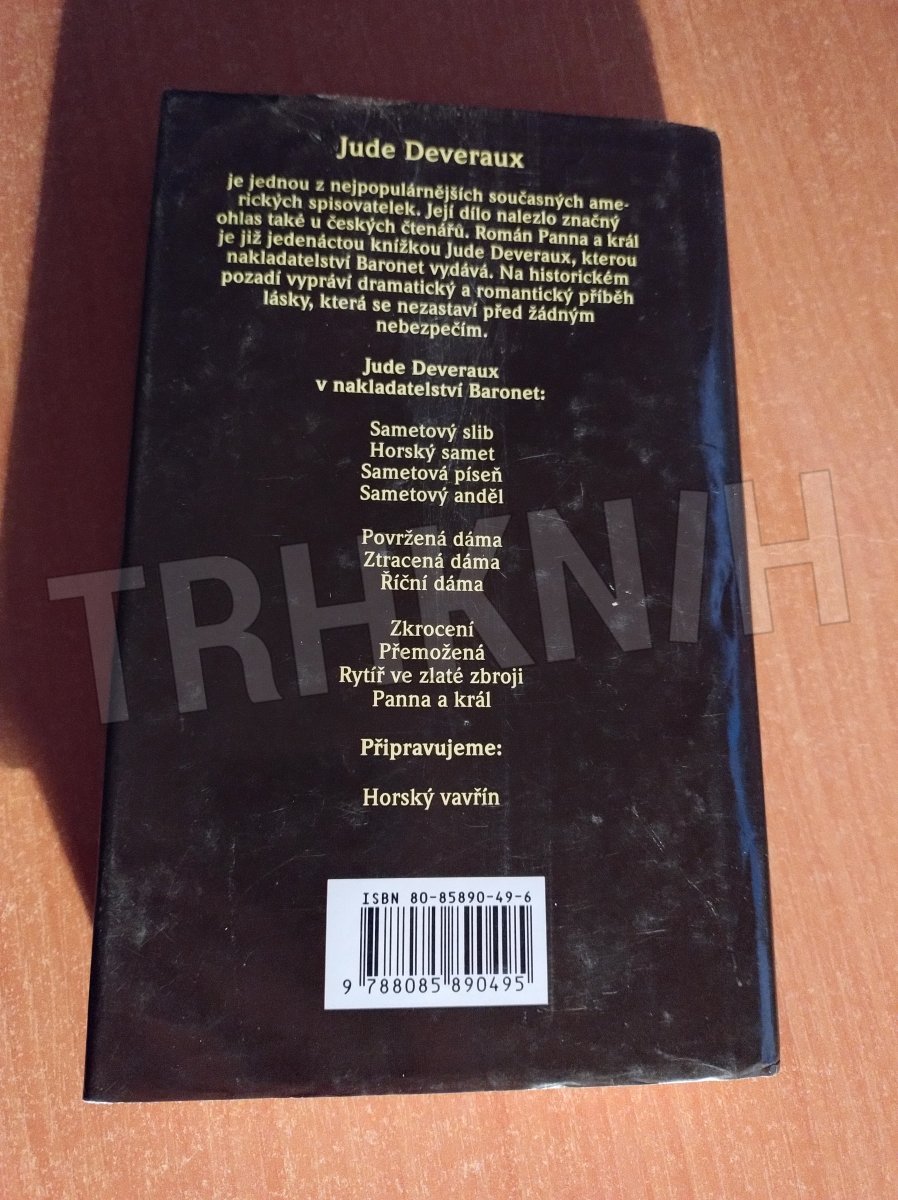 Jude Deveraux
je jednou z nejpopulárnějších současných ame-
rických spisovatelek. Její dílo nalezlo značný
ohlas také u českých čtenářů. Román Panna a král
je již jedenáctou knížkou Jude Deveraux, kterou
nakladatelství Baronet vydává. Na historickém
pozadí vypráví dramatický a romantický příběh
lásky, která se nezastaví před žádným
nebezpečím.
Jude Deveraux
v nakladatelství Baronet:
Sametový slib
Horský samet
Sametová píseň
Sametový anděl
Povržená dáma
Ztracená dáma
Říční dáma
TRHKNIH
Zkrocení
Přemožená
Rytíř ve zlaté zbroji
Panna a král
Připravujeme:
Horský vavřín
ISBN 80-85890-49-6
9 788085 890495